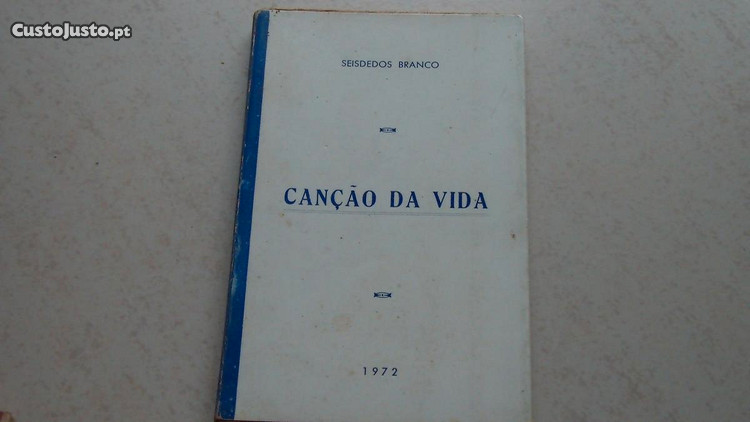 CustoJusto.pt
SEISDEDOS BRANCO
CANÇÃO DA VIDA
1972